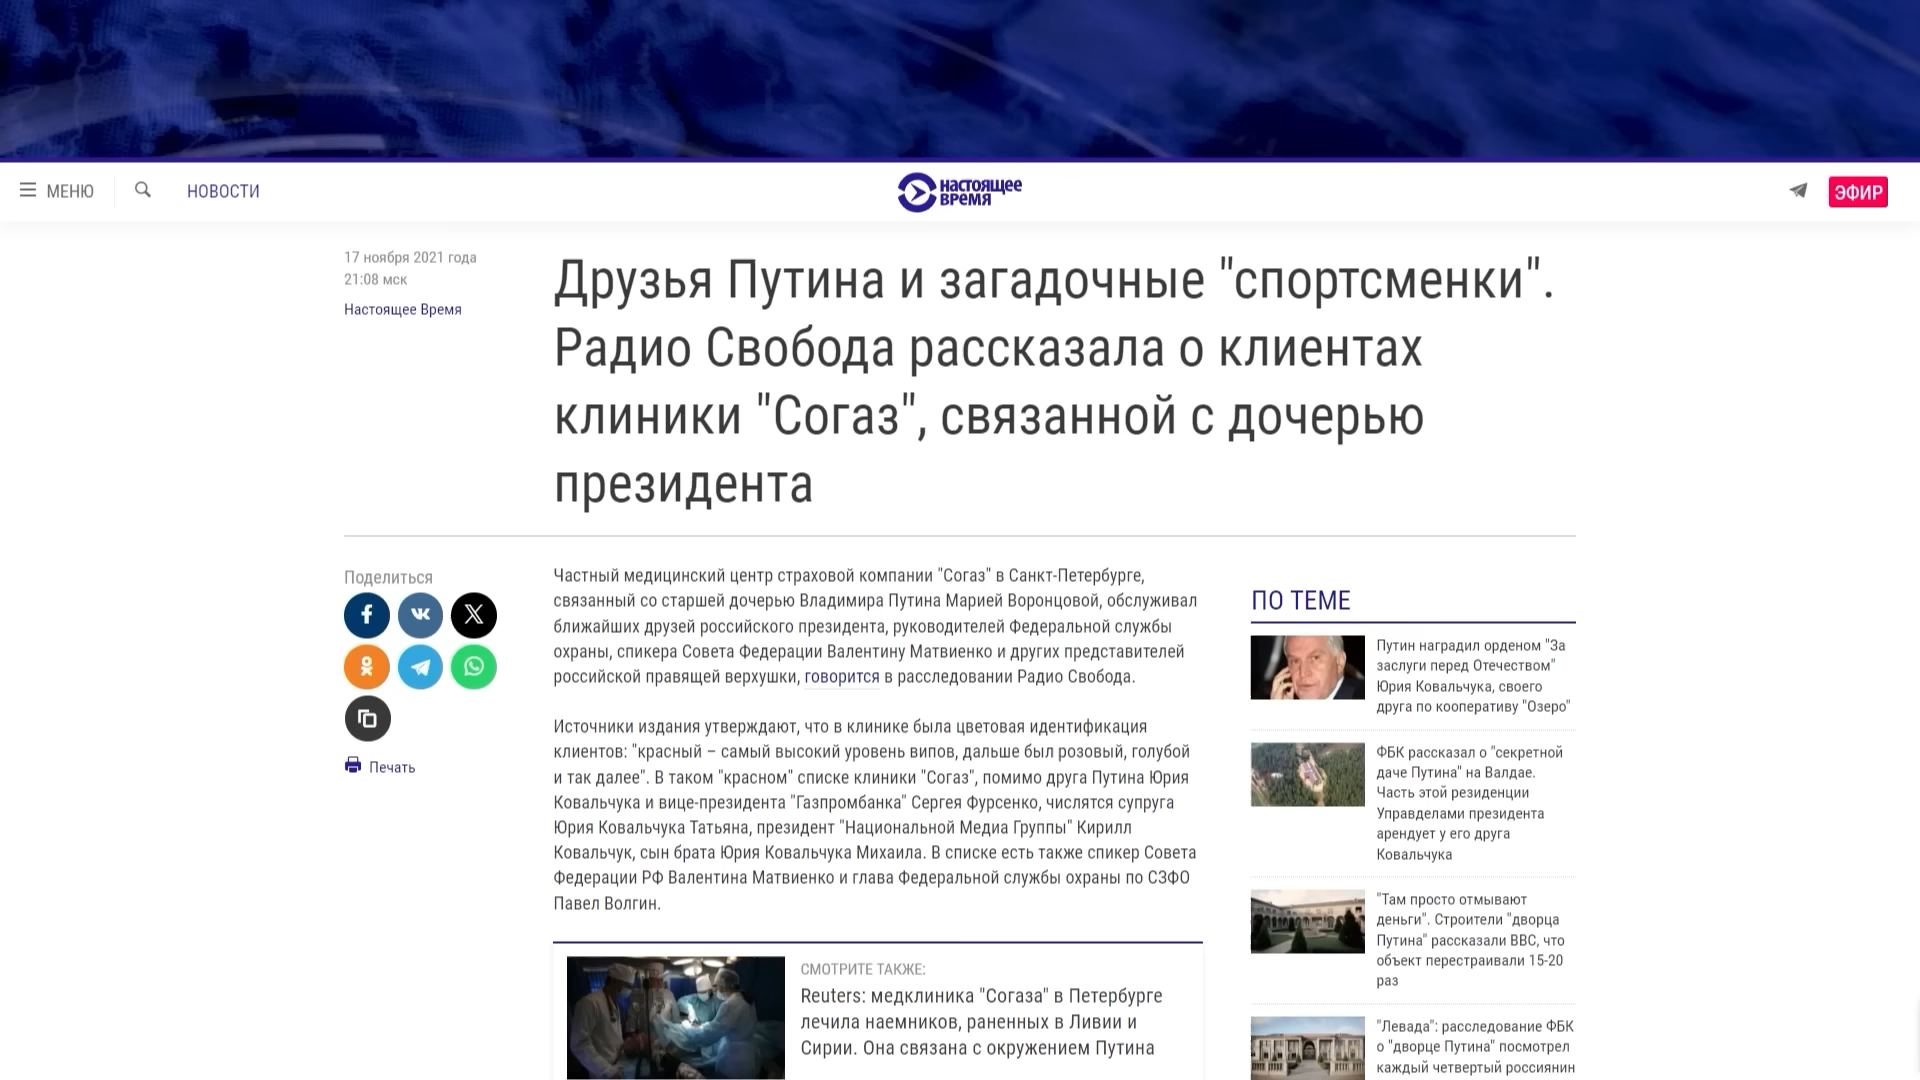 МЕНЮ
НОВОСТИ
НАСТОЯЩЕЕ
ВРЕМЯ
ЭФИР
17 ноября 2021 года
21:08 мск
Настоящее Время
Друзья Путина и загадочные "спортсменки".
Радио Свобода рассказала о клиентах
клиники "Согаз", связанной с дочерью
президента
Поделиться
Печать
Частный медицинский центр страховой компании "Согаз" в Санкт-Петербурге,
связанный со старшей дочерью Владимира Путина Марией Воронцовой, обслуживал
ближайших друзей российского президента, руководителей Федеральной службы
охраны, спикера Совета Федерации Валентину Матвиенко и других представителей
российской правящей верхушки, говорится в расследовании Радио Свобода.
Источники издания утверждают, что в клинике была цветовая идентификация
клиентов: "красный – самый высокий уровень випов, дальше был розовый, голубой
и так далее". В таком "красном" списке клиники "Согаз", помимо друга Путина Юрия
Ковальчука и вице-президента "Газпромбанка" Сергея Фурсенко, числятся супруга
Юрия Ковальчука Татьяна, президент "Национальной Медиа Группы" Кирилл
Ковальчук, сын брата Юрия Ковальчука Михаила. В списке есть также спикер Совета
Федерации РФ Валентина Матвиенко и глава Федеральной службы охраны по СЗФО
Павел Волгин.
СМОТРИТЕ ТАКЖЕ:
Reuters: медклиника "Согаза" в Петербурге
лечила наемников, раненных в Ливии и
Сирии. Она связана с окружением Путина
ПО ТЕМЕ
Путин наградил орденом "За
заслуги перед Отечеством"
Юрия Ковальчука, своего
друга по кооперативу "Озеро"
ФБК рассказал о "секретной
даче Путина" на Валдае.
Часть этой резиденции
Управделами президента
арендует у его друга
Ковальчука
"Там просто отмывают
деньги". Строители "дворца
Путина" рассказали BBC, что
объект перестраивали 15-20
раз
"Левада": расследование ФБК
о "дворце Путина" посмотрел
каждый четвертый россиянин